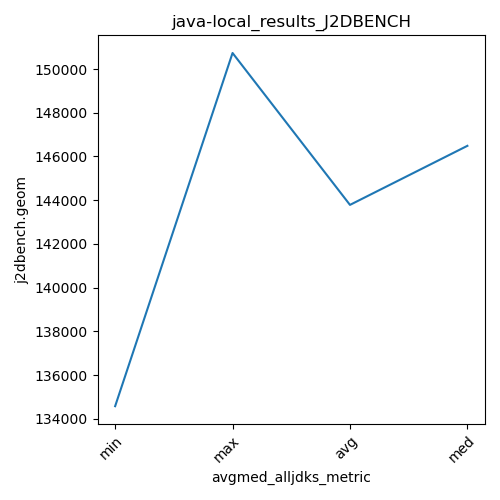 java-local_results_J2DBENCH
j2dbench.geom
150000
148000
146000
144000
142000
140000
138000
136000
134000
min
max
avg
med
avgmed_alljdks_metric